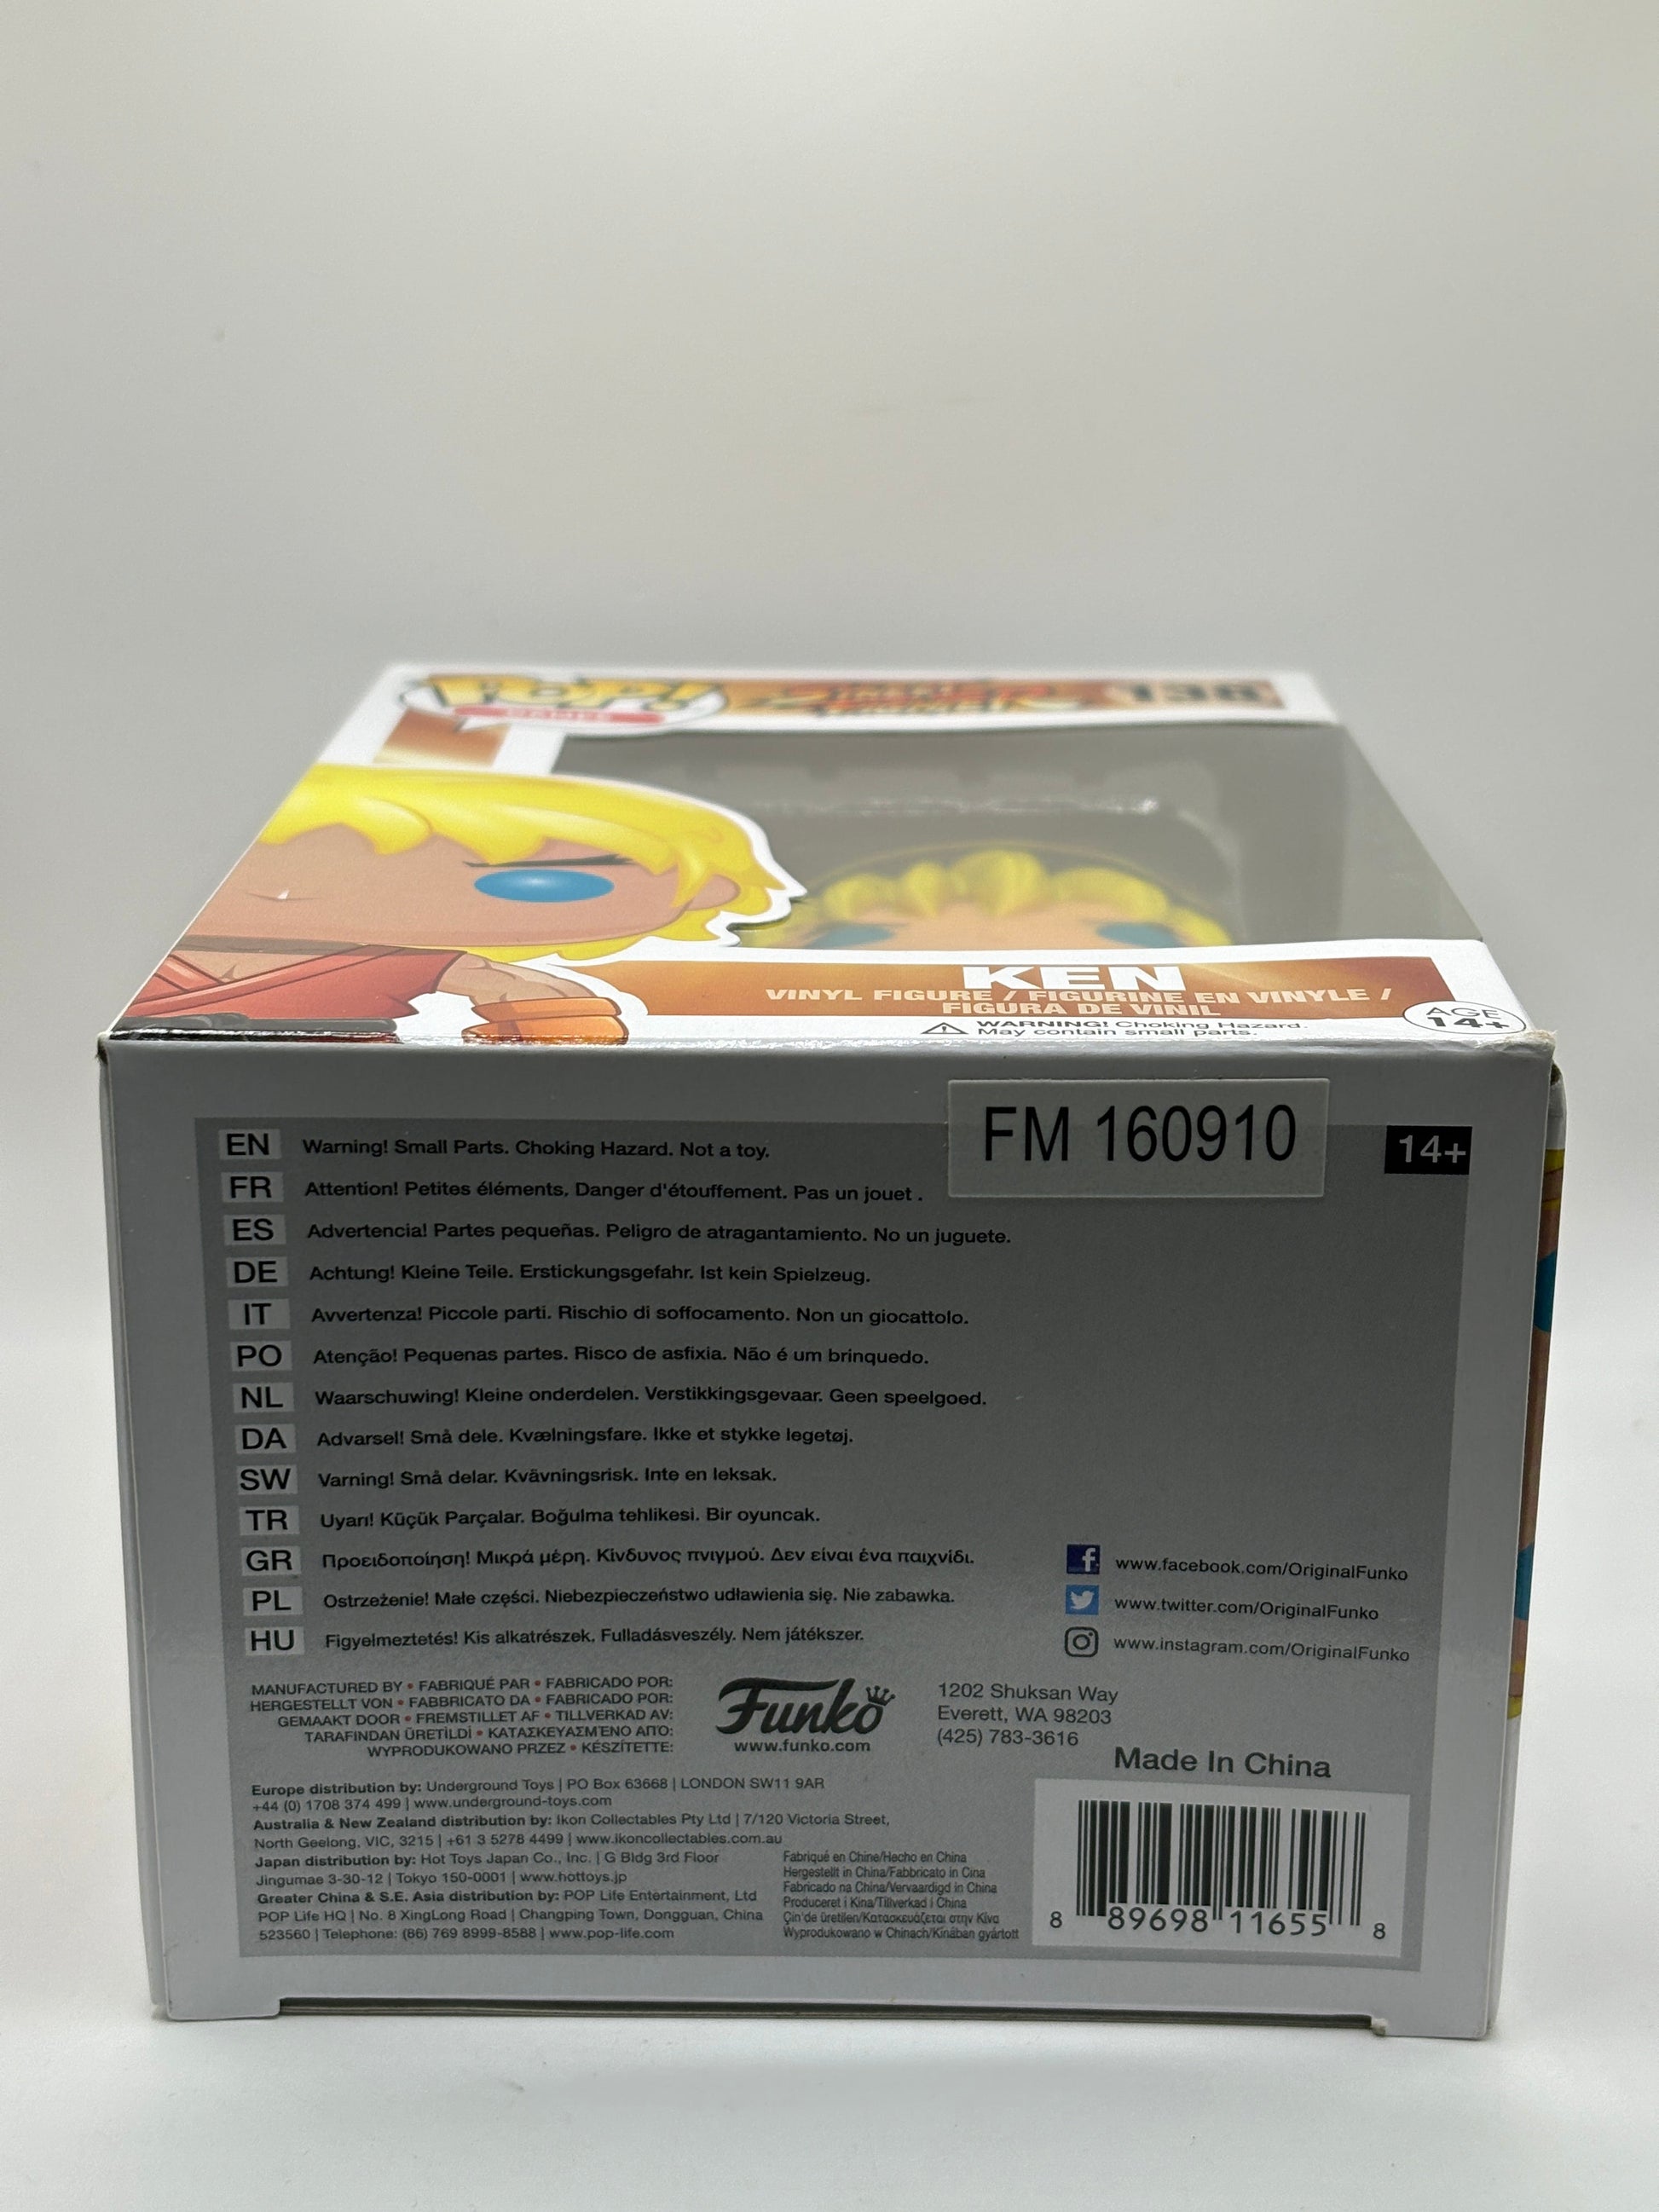 POP!
GAMES
STREET
FIGHTER
138
KEN
VINYL FIGURE / FIGURINE EN VINYLE /
FIGURA DE VINIL
WARNING! Choking Hazard.
May contain small parts.
AGE
14+
FM 160910
14+
EN Warning! Small Parts. Choking Hazard. Not a toy.
FR Attention! Petites éléments. Danger d'étouffement. Pas un jouet .
ES Advertencia! Partes pequeñas. Peligro de atragantamiento. No un juguete.
DE Achtung! Kleine Teile. Erstickungsgefahr. Ist kein Spielzeug.
IT Avvertenza! Piccole parti. Rischio di soffocamento. Non un giocattolo.
PO Atenção! Pequenas partes. Risco de asfixia. Não é um brinquedo.
NL Waarschuwing! Kleine onderdelen. Verstikkingsgevaar. Geen speelgoed.
DA Advarsel! Små dele. Kvælningsfare. Ikke et stykke legetøj.
SW Varning! Små delar. Kvävningsrisk. Inte en leksak.
TR Uyarı! Küçük Parçalar. Boğulma tehlikesi. Bir oyuncak.
GR Προειδοποίηση! Μικρά μέρη. Κίνδυνος πνιγμού. Δεν είναι ένα παιχνίδι.
PL Ostrzeżenie! Małe części. Niebezpieczeństwo udławienia się. Nie zabawka.
HU Figyelmeztetés! Kis alkatrészek. Fulladásveszély. Nem játékszer.
f www.facebook.com/OriginalFunko
www.twitter.com/OriginalFunko
www.instagram.com/OriginalFunko
MANUFACTURED BY • FABRIQUÉ PAR • FABRICADO POR:
HERGESTELLT VON • FABBRICATO DA • FABRICADO POR:
GEMAAKT DOOR • FREMSTILLET AF • TILLVERKAD AV:
TARAFINDAN ÜRETİLDİ • ΚΑΤΑΣΚΕΥΑΣΜΈΝΟ ΑΠΌ:
WYPRODUKOWANO PRZEZ • KÉSZÍTETTE:
Funko
www.funko.com
1202 Shuksan Way
Everett, WA 98203
(425) 783-3616
Made In China
Europe distribution by: Underground Toys | PO Box 63668 | LONDON SW11 9AR
+44 (0) 1708 374 499 | www.underground-toys.com
Australia & New Zealand distribution by: Ikon Collectables Pty Ltd | 7/120 Victoria Street,
North Geelong, VIC, 3215 | +61 3 5278 4499 | www.ikoncollectables.com.au
Japan distribution by: Hot Toys Japan Co., Inc. | G Bldg 3rd Floor
Jingumae 3-30-12 | Tokyo 150-0001 | www.hottoys.jp
Greater China & S.E. Asia distribution by: POP Life Entertainment, Ltd
POP Life HQ | No. 8 XingLong Road | Changping Town, Dongguan, China
523560 | Telephone: (86) 769 8999-8588 | www.pop-life.com
Fabriqué en Chine/Hecho en China
Hergestellt in China/Fabbricato in Cina
Fabricado na China/Vervaardigd in China
Produceret i Kina/Tillverkad i China
Çin'de üretilen/Κατασκευάζεται στην Κίνα
Wyprodukowano w Chinach/Kínában gyártott
8 89698 11655 8